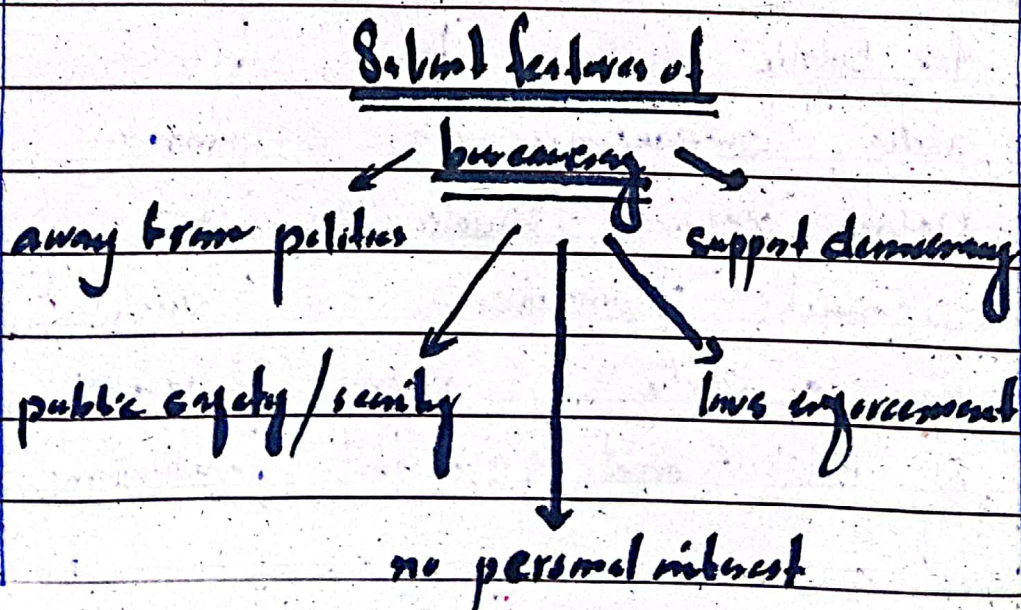 Salient features of
bureaucracy
away from politics
support democracy
public safety / security
laws enforcement
no personal interest